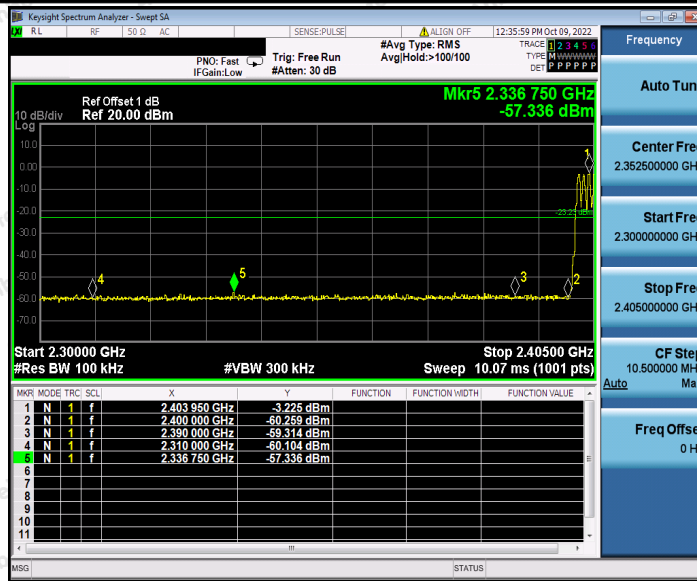 Keysight Spectrum Analyzer - Swept SA
RL RF 50 Ω AC SENSE:PULSE ALIGN OFF 12:35:59 PM Oct 09, 2022
#Avg Type: RMS TRACE 1 2 3 4 5 6
PNO: Fast Trig: Free Run Avg|Hold:>100/100 TYPE M WWWWW
IFGain:Low #Atten: 30 dB DET P P P P P P
Mkr5 2.336 750 GHz
-57.336 dBm
Ref Offset 1 dB
10 dB/div Ref 20.00 dBm
Log
10.0
0.00
-10.0
-20.0
-30.0
-40.0
-50.0
-60.0
-70.0
1
4
5
3
2
Start 2.30000 GHz Stop 2.40500 GHz
#Res BW 100 kHz #VBW 300 kHz Sweep 10.07 ms (1001 pts)
MKR MODE TRC SCL X Y FUNCTION FUNCTION WIDTH FUNCTION VALUE
1 N 1 f 2.403 950 GHz -3.225 dBm
2 N 1 f 2.400 000 GHz -60.259 dBm
3 N 1 f 2.390 000 GHz -59.314 dBm
4 N 1 f 2.310 000 GHz -60.104 dBm
5 N 1 f 2.336 750 GHz -57.336 dBm
6
7
8
9
10
11
MSG STATUS
Frequency
Auto Tun
Center Fre
2.352500000 GH
Start Fre
2.300000000 GH
Stop Fre
2.405000000 GH
CF Step
10.500000 MH
Auto Ma
Freq Offse
0 H